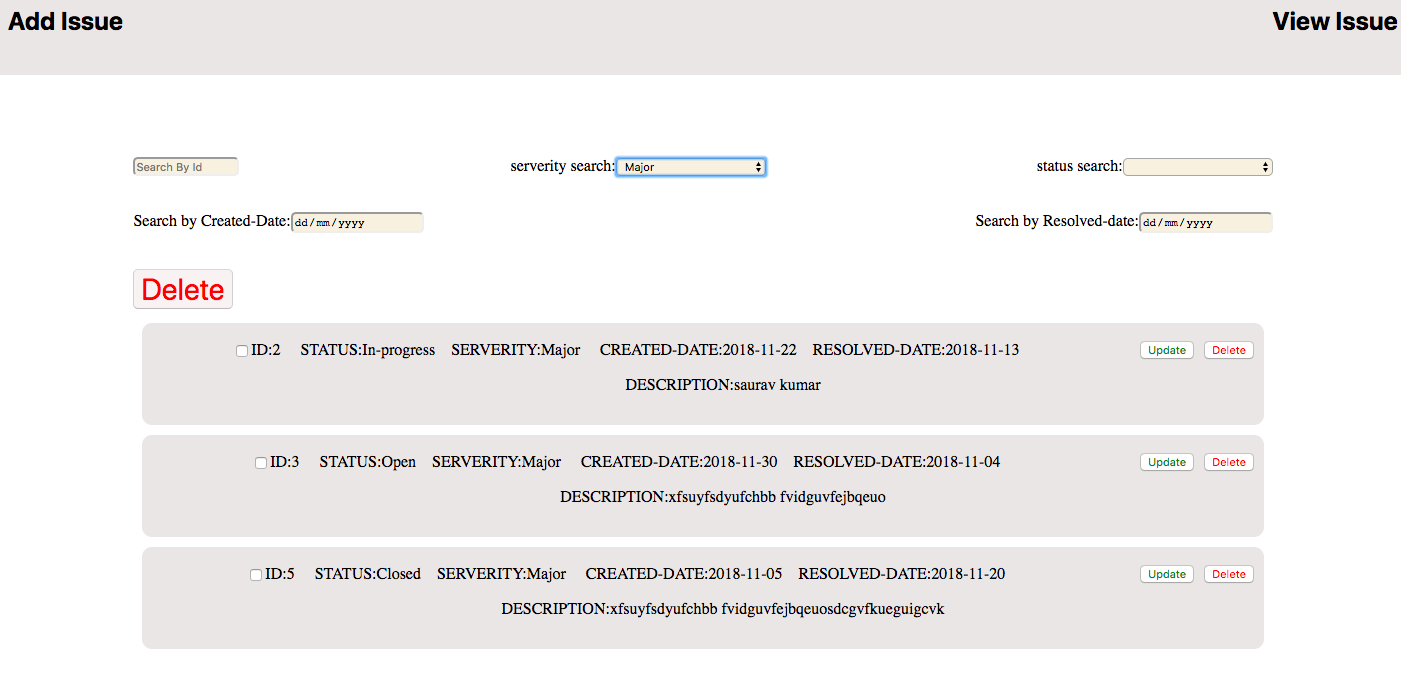 Add Issue View Issue
Search By Id serverity search: Major status search:
Search by Created-Date: dd/mm/yyyy Search by Resolved-date: dd/mm/yyyy
Delete
ID:2 STATUS:In-progress SERVERITY:Major CREATED-DATE:2018-11-22 RESOLVED-DATE:2018-11-13 Update Delete
DESCRIPTION:saurav kumar
ID:3 STATUS:Open SERVERITY:Major CREATED-DATE:2018-11-30 RESOLVED-DATE:2018-11-04 Update Delete
DESCRIPTION:xfsuyfsdyufchbb fvidguvfejbqeuo
ID:5 STATUS:Closed SERVERITY:Major CREATED-DATE:2018-11-05 RESOLVED-DATE:2018-11-20 Update Delete
DESCRIPTION:xfsuyfsdyufchbb fvidguvfejbqeuosdcgvfkueguigcvk